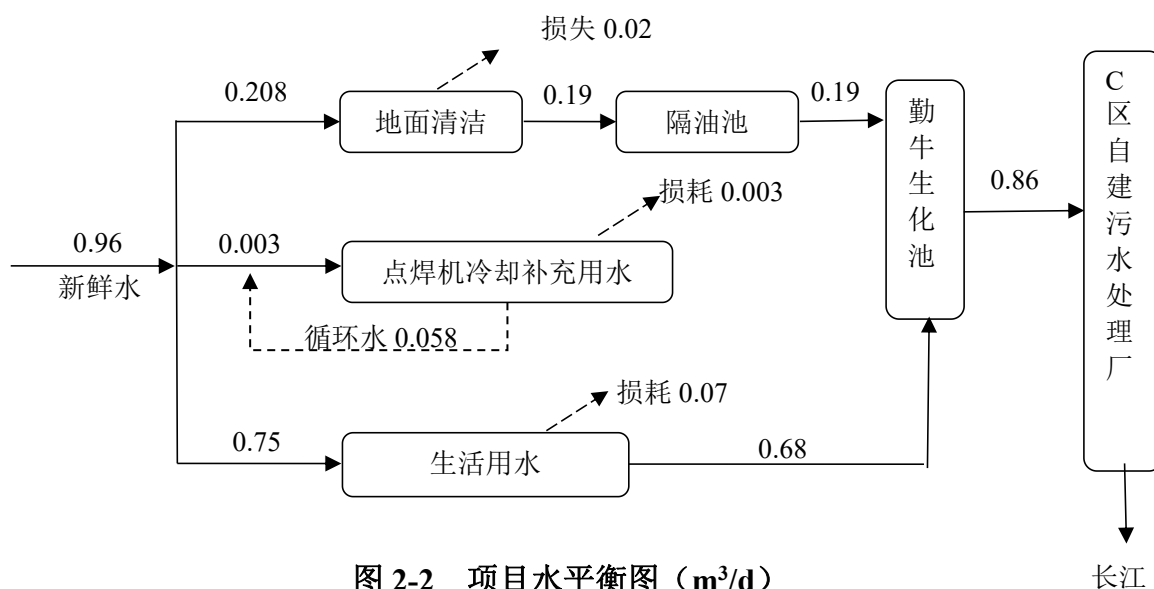 损失 0.02
0.208
地面清洁
0.19
隔油池
0.19
勤牛生化池
0.86
C区自建污水处理厂
损耗 0.003
0.96
新鲜水
0.003
点焊机冷却补充用水
循环水 0.058
损耗 0.07
0.75
生活用水
0.68
长江
图 2-2 项目水平衡图（m³/d）